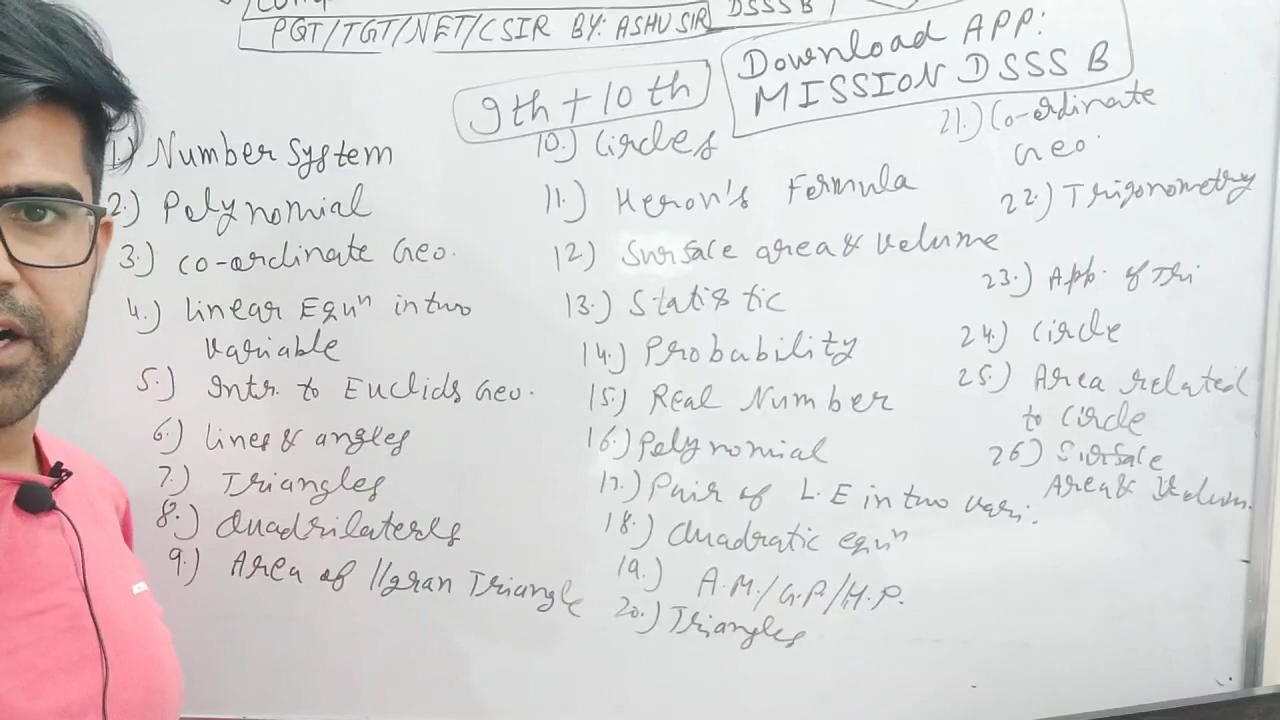 PGT/TGT/NET/CSIR BY: ASHU SIR
DSSSB
Download APP:
MISSION DSSSB
9th + 10th
1) Number System
2.) Polynomial
3.) co-ordinate Geo.
4.) linear Equⁿ in two
variable
5.) Intr. to Euclids Geo.
6.) lines & angles
7.) Triangles
8.) Quadrilaterls
9.) Area of ||gran Triangle
10.) Circles
11.) Heron's Formula
12) Surface area & Volume
13.) Statistic
14.) Probability
15.) Real Number
16.) Polynomial
17.) Pair of L.E in two vari.
18.) Quadratic equⁿ
19.) A.M./G.P/H.P.
20.) Triangles
21.) Co-ordinate
Geo.
22.) Trigonometry
23.) App. of Tri
24.) Circle
25.) Area related
to Circle
26) Surface
Area & Volum.